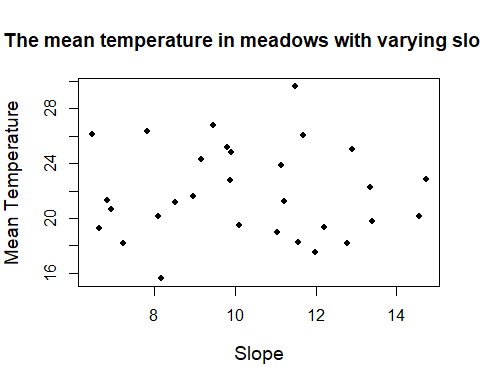 The mean temperature in meadows with varying slo
28
24
20
16
Mean Temperature
8 10 12 14
Slope